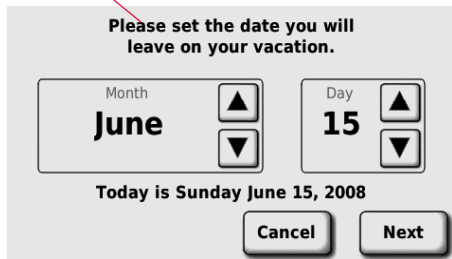 Please set the date you will
leave on your vacation.
Month
Day
June
15
Today is Sunday June 15, 2008
Cancel
Next